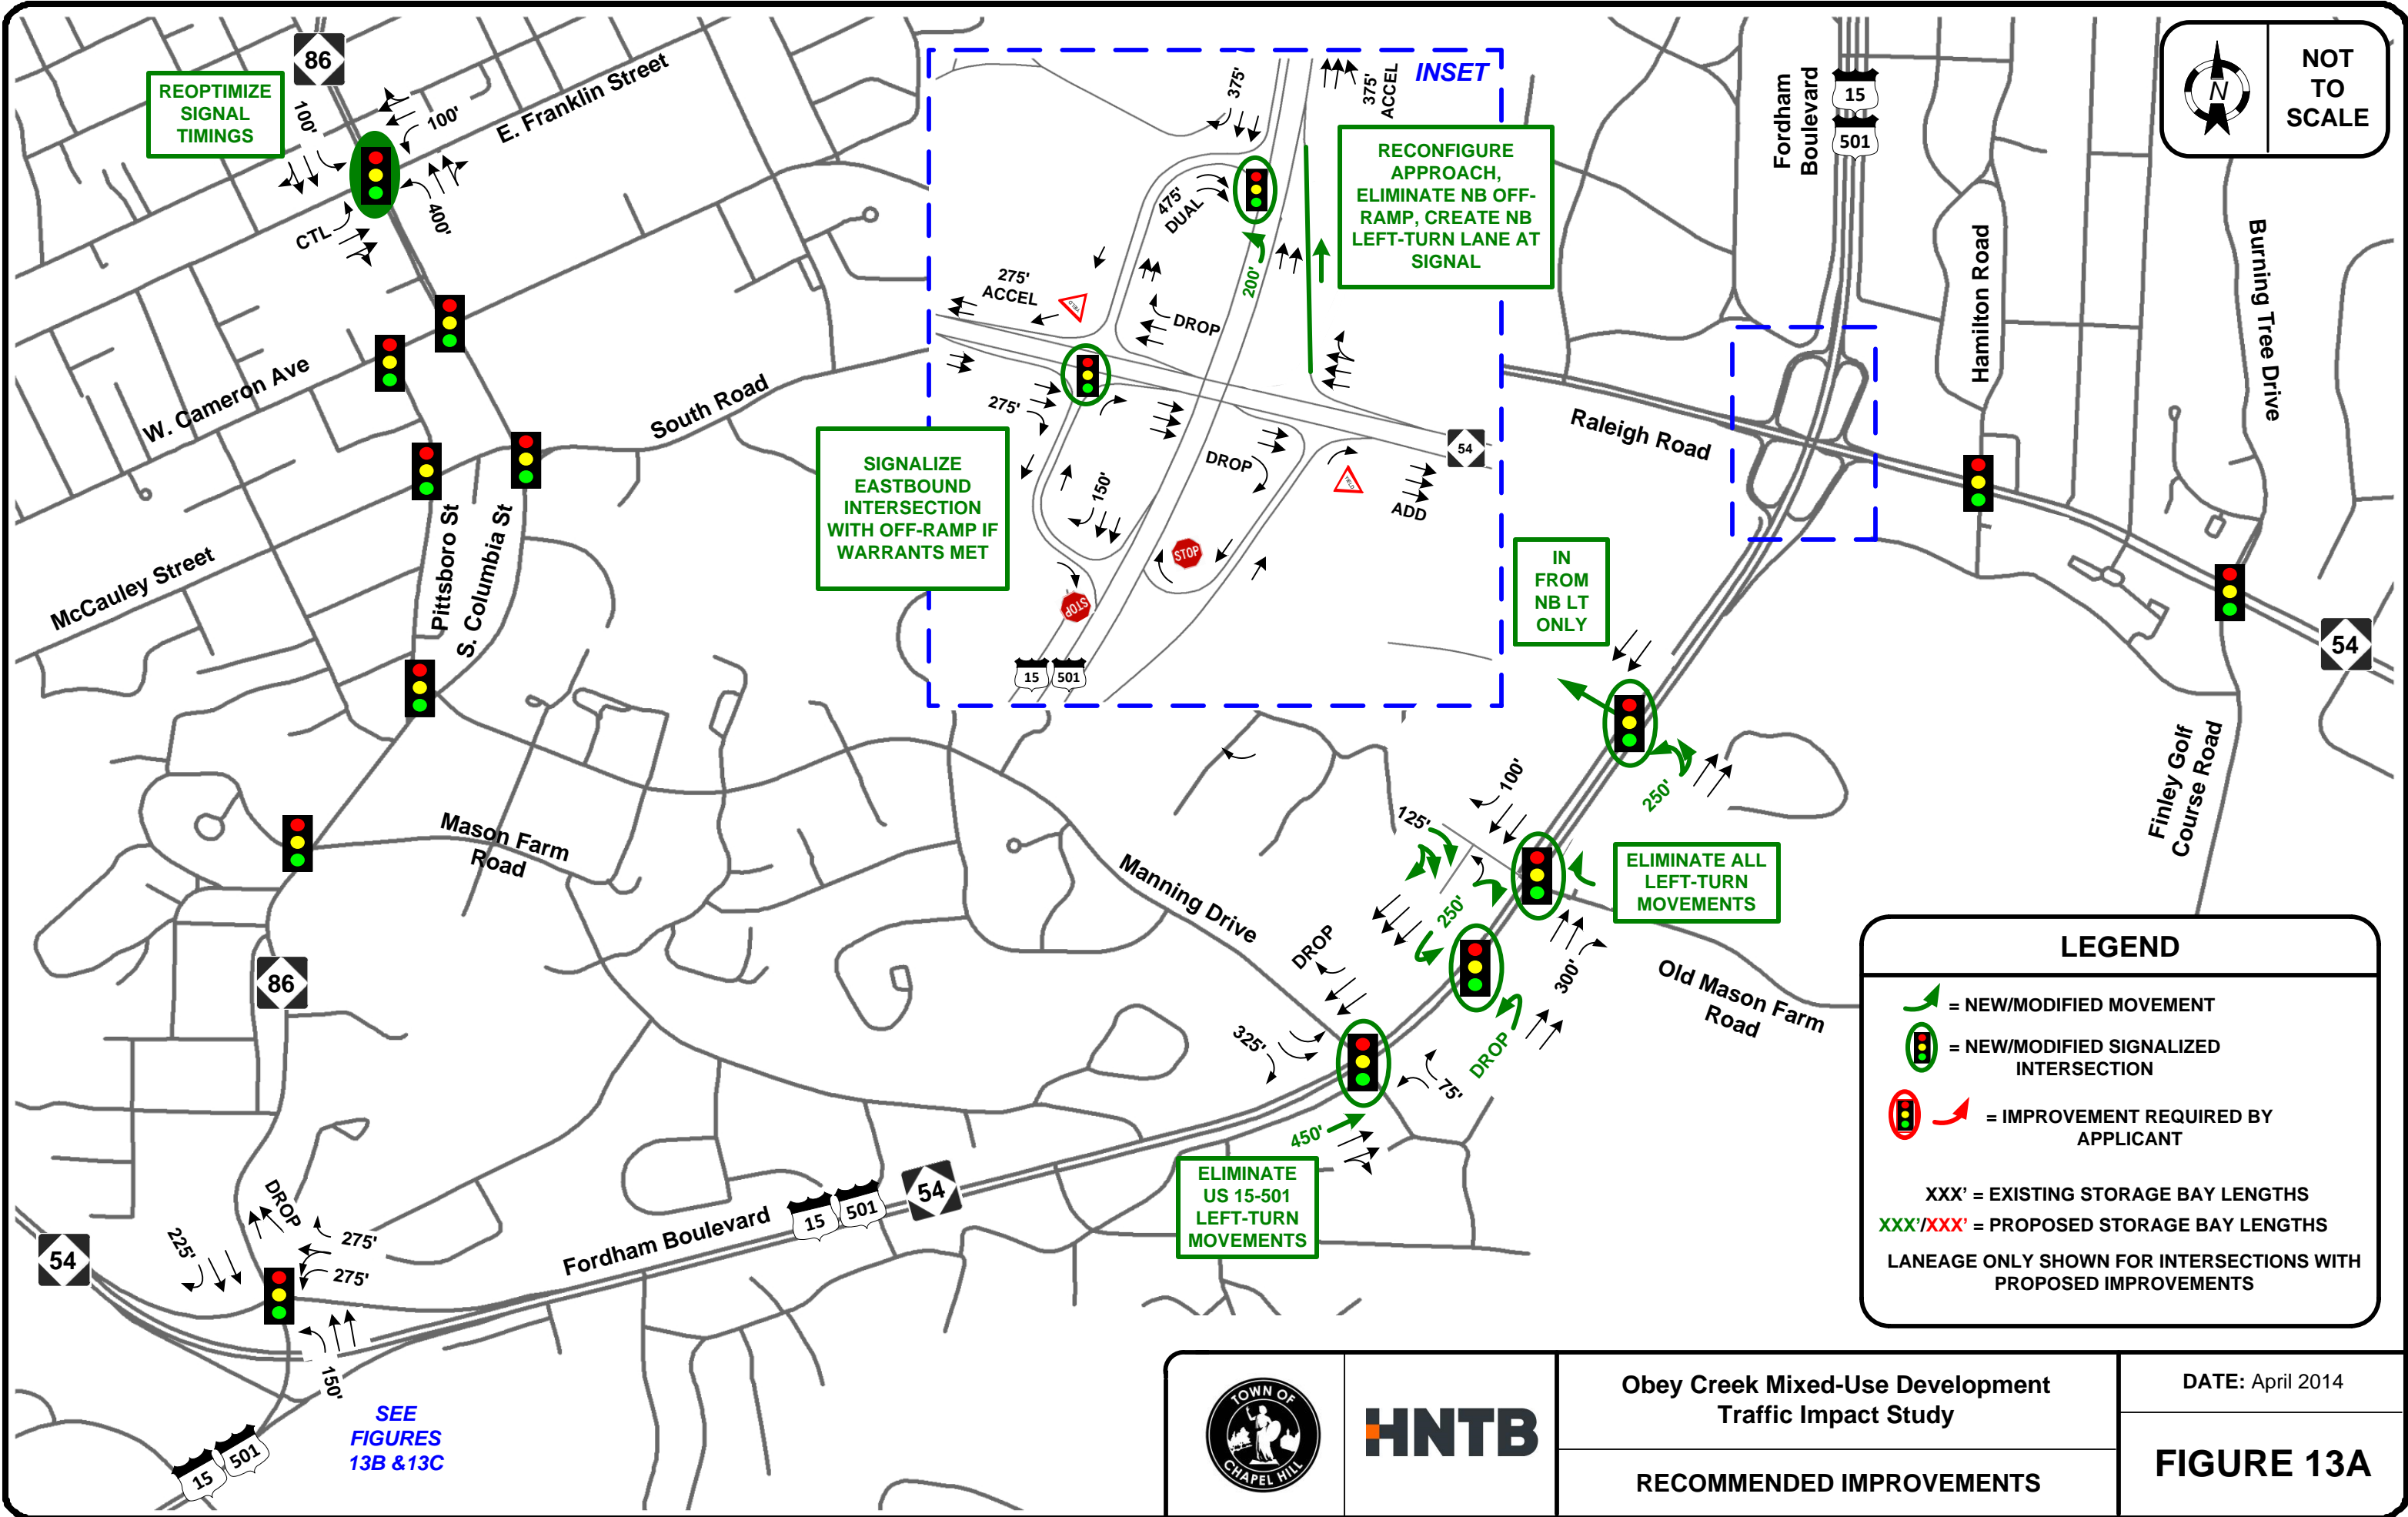 86
REOPTIMIZE
SIGNAL
TIMINGS
100'
100'
E. Franklin Street
400'
CTL
W. Cameron Ave
South Road
McCauley Street
Pittsboro St
S. Columbia St
Mason Farm
Road
86
INSET
375'
375'
ACCEL
475'
DUAL
RECONFIGURE
APPROACH,
ELIMINATE NB OFF-
RAMP, CREATE NB
LEFT-TURN LANE AT
SIGNAL
200'
275'
ACCEL
YIELD
DROP
275'
SIGNALIZE
EASTBOUND
INTERSECTION
WITH OFF-RAMP IF
WARRANTS MET
150'
DROP
YIELD
ADD
54
STOP
STOP
15
501
Fordham
Boulevard
15
501
N
NOT
TO
SCALE
Hamilton Road
Burning Tree Drive
Raleigh Road
54
Finley Golf
Course Road
IN
FROM
NB LT
ONLY
250'
100'
125'
ELIMINATE ALL
LEFT-TURN
MOVEMENTS
250'
Manning Drive
DROP
300'
Old Mason Farm
Road
325'
DROP
75'
450'
ELIMINATE
US 15-501
LEFT-TURN
MOVEMENTS
Fordham Boulevard
15
501
54
DROP
225'
275'
275'
54
150'
15
501
SEE
FIGURES
13B &13C
LEGEND
= NEW/MODIFIED MOVEMENT
= NEW/MODIFIED SIGNALIZED
INTERSECTION
= IMPROVEMENT REQUIRED BY
APPLICANT
XXX' = EXISTING STORAGE BAY LENGTHS
XXX'/XXX' = PROPOSED STORAGE BAY LENGTHS
LANEAGE ONLY SHOWN FOR INTERSECTIONS WITH
PROPOSED IMPROVEMENTS
TOWN OF
CHAPEL HILL
HNTB
Obey Creek Mixed-Use Development
Traffic Impact Study
RECOMMENDED IMPROVEMENTS
DATE: April 2014
FIGURE 13A